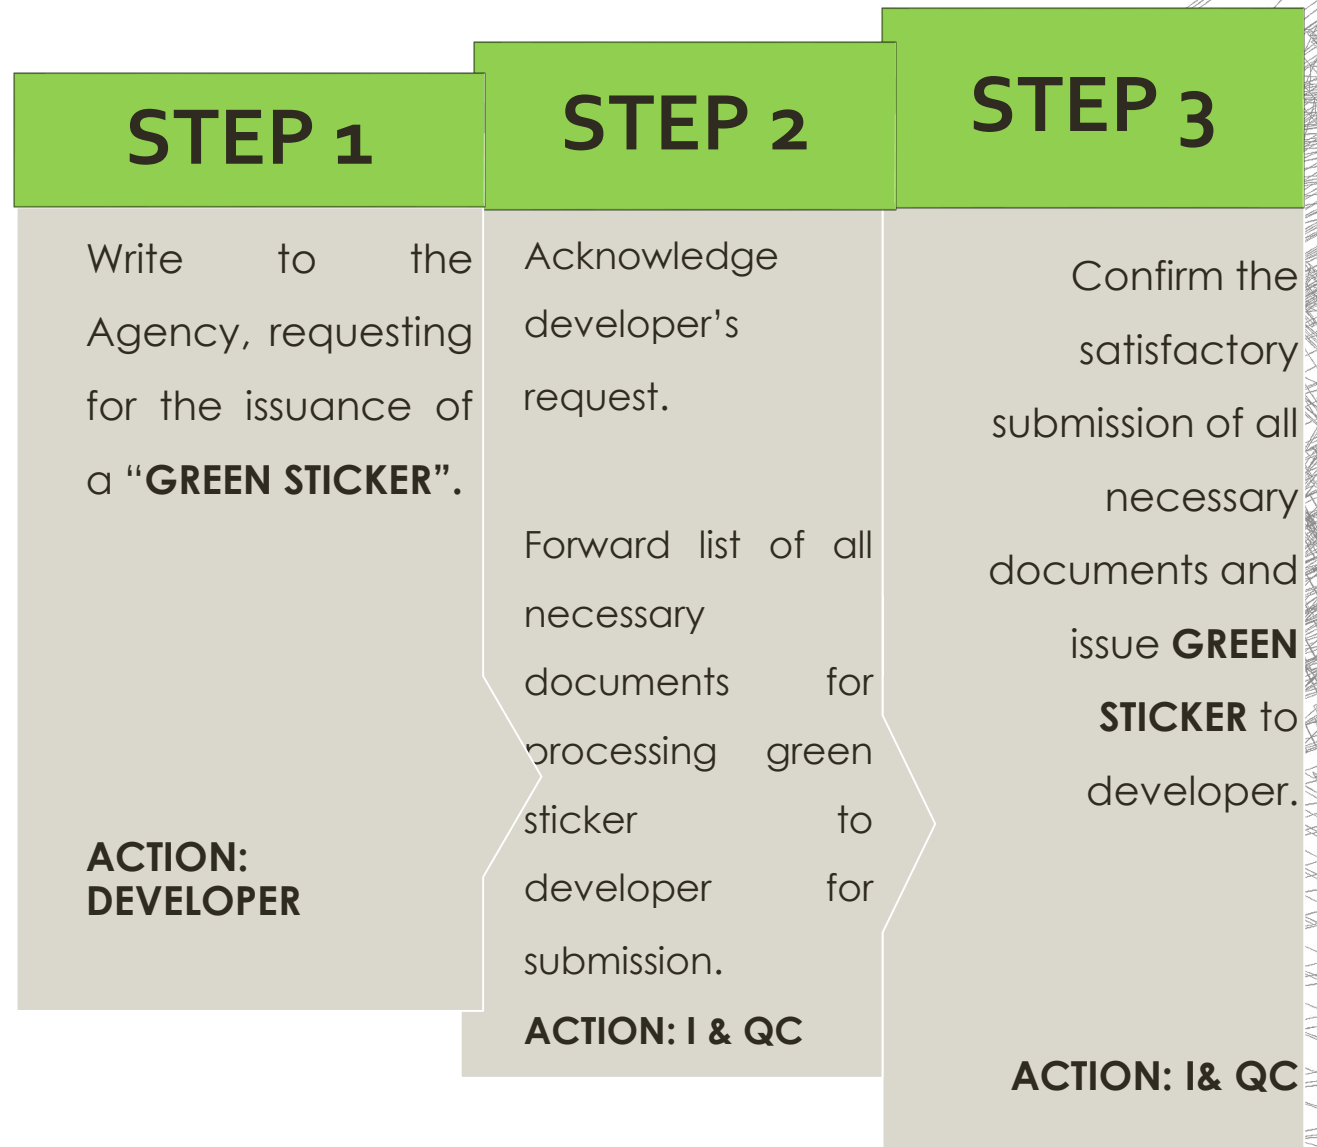 STEP 1
Write to the
Agency, requesting
for the issuance of
a “GREEN STICKER”.
ACTION:
DEVELOPER
STEP 2
Acknowledge
developer’s
request.
Forward list of all
necessary
documents for
processing green
sticker to
developer for
submission.
ACTION: I & QC
STEP 3
Confirm the
satisfactory
submission of all
necessary
documents and
issue GREEN
STICKER to
developer.
ACTION: I& QC